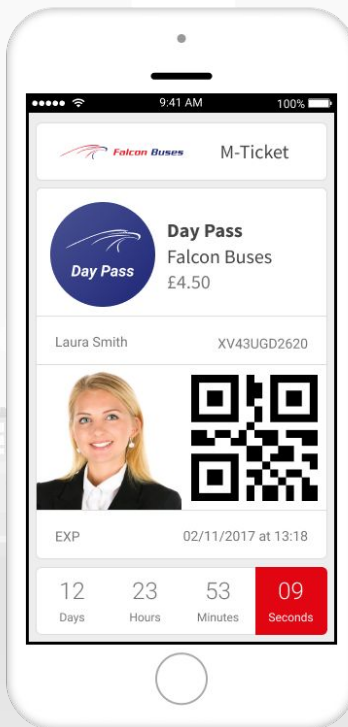 9:41 AM
100%
Falcon Buses
M-Ticket
Day Pass
Day Pass
Falcon Buses
£4.50
Laura Smith
XV43UGD2620
EXP
02/11/2017 at 13:18
12 23 53 09
Days Hours Minutes Seconds